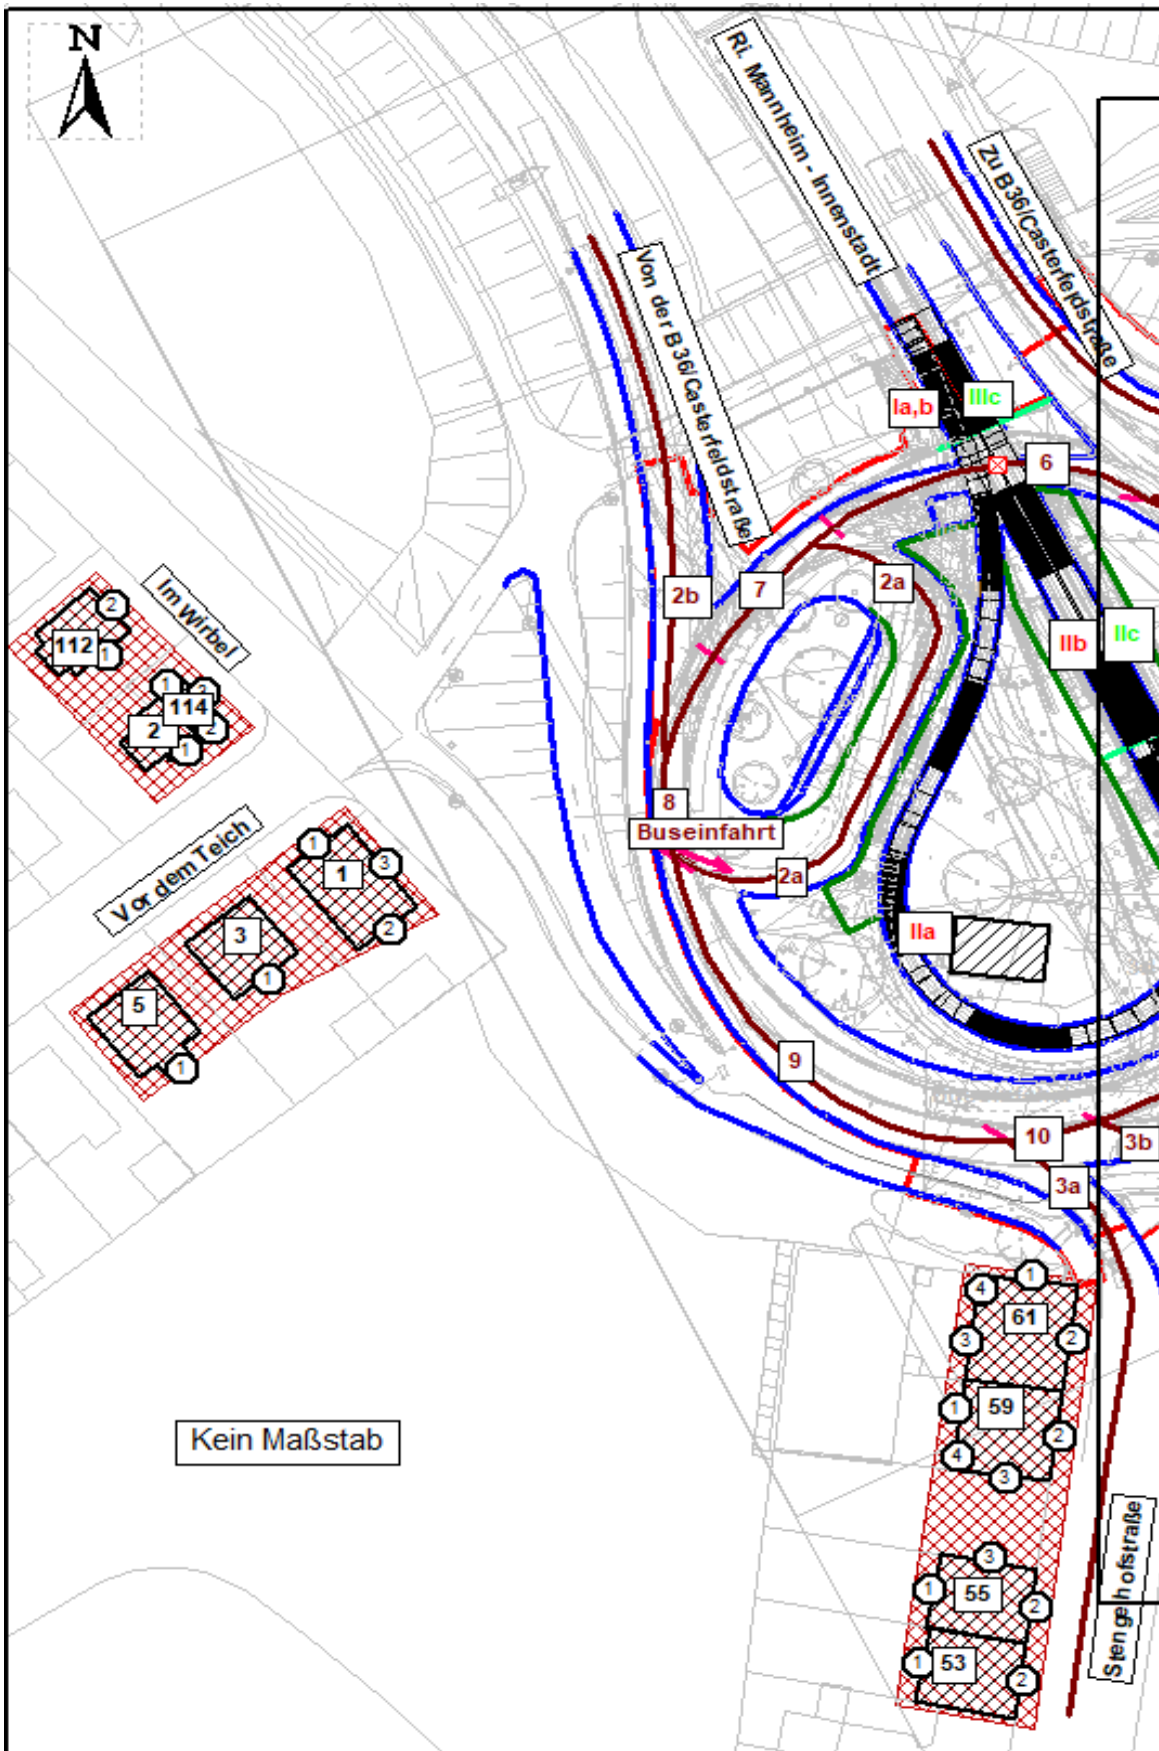 N
Ri. Mannheim - Innenstadt
Zu B36/Casterfeldstraße
Von der B36/Casterfeldstraße
Ia,b
IIIc
6
2b
7
2a
IIb
IIc
Im Wirbel
2
112
1
1
3
114
2
2
1
8
Buseinfahrt
2a
Vor dem Teich
1
1
3
2
3
1
5
1
IIa
9
10
3b
3a
1
4
61
3
2
1
59
2
4
3
Kein Maßstab
3
1
55
2
1
53
2
Stengelhofstraße